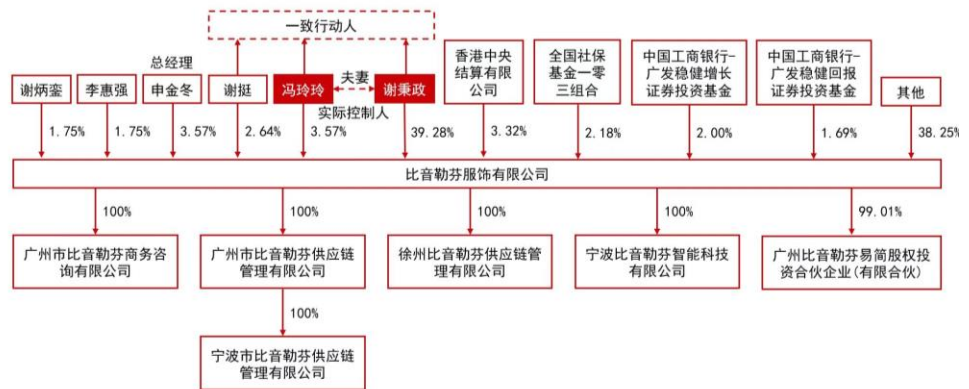 一致行动人
总经理
谢炳銮
李惠强
申金冬
谢挺
冯玲玲
夫妻
谢秉政
实际控制人
香港中央
结算有限
公司
全国社保
基金一零
三组合
中国工商银行-
广发稳健增长
证券投资基金
中国工商银行-
广发稳健回报
证券投资基金
其他
1.75%
1.75%
3.57%
2.64%
3.57%
39.28%
3.32%
2.18%
2.00%
1.69%
38.25%
比音勒芬服饰有限公司
100%
100%
100%
100%
99.01%
广州市比音勒芬商务咨
询有限公司
广州市比音勒芬供应链
管理有限公司
徐州比音勒芬供应链管
理有限公司
宁波比音勒芬智能科技
有限公司
广州比音勒芬易简股权投
资合伙企业(有限合伙)
100%
宁波市比音勒芬供应链
管理有限公司